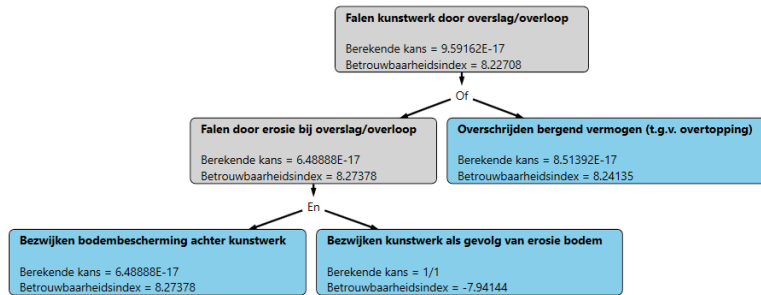 Falen kunstwerk door overslag/overloop
Berekende kans = 9.59162E-17
Betrouwbaarheidsindex = 8.22708
Of
Falen door erosie bij overslag/overloop
Berekende kans = 6.48888E-17
Betrouwbaarheidsindex = 8.27378
Overschrijden bergend vermogen (t.g.v. overtopping)
Berekende kans = 8.51392E-17
Betrouwbaarheidsindex = 8.24135
En
Bezwijken bodembescherming achter kunstwerk
Berekende kans = 6.48888E-17
Betrouwbaarheidsindex = 8.27378
Bezwijken kunstwerk als gevolg van erosie bodem
Berekende kans = 1/1
Betrouwbaarheidsindex = -7.94144